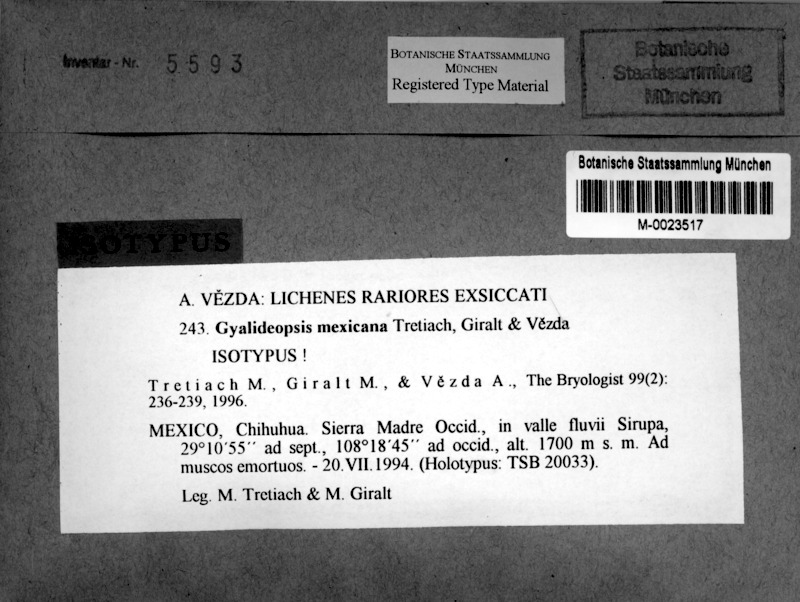 Inventar - Nr. 5593
BOTANISCHE STAATSSAMMLUNG
MÜNCHEN
Registered Type Material
Botanische
Staatssammlung
München
Botanische Staatssammlung München
M-0023517
ISOTYPUS
A. VĚZDA: LICHENES RARIORES EXSICCATI
243. Gyalideopsis mexicana Tretiach, Giralt & Vězda
ISOTYPUS !
Tretiach M., Giralt M., & Vězda A., The Bryologist 99(2):
236-239, 1996.
MEXICO, Chihuhua. Sierra Madre Occid., in valle fluvii Sirupa,
29°10´55´´ ad sept., 108°18´45´´ ad occid., alt. 1700 m s. m. Ad
muscos emortuos. - 20.VII.1994. (Holotypus: TSB 20033).
Leg. M. Tretiach & M. Giralt